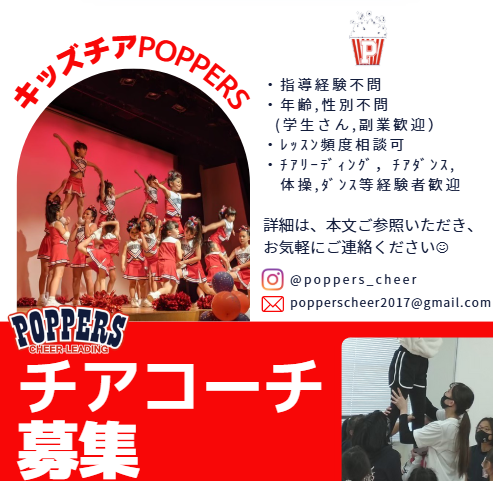 キッズチアPOPPERS
P
・指導経験不問
・年齢,性別不問
(学生さん,副業歓迎)
・ﾚｯｽﾝ頻度相談可
・ﾁｱﾘｰﾃﾞｨﾝｸﾞ, ﾁｱﾀﾞﾝｽ,
体操,ﾀﾞﾝｽ等経験者歓迎
詳細は、本文ご参照いただき、
お気軽にご連絡ください☺
@poppers_cheer
popperscheer2017@gmail.com
POPPERS
CHEER-LEADING
チアコーチ
募集